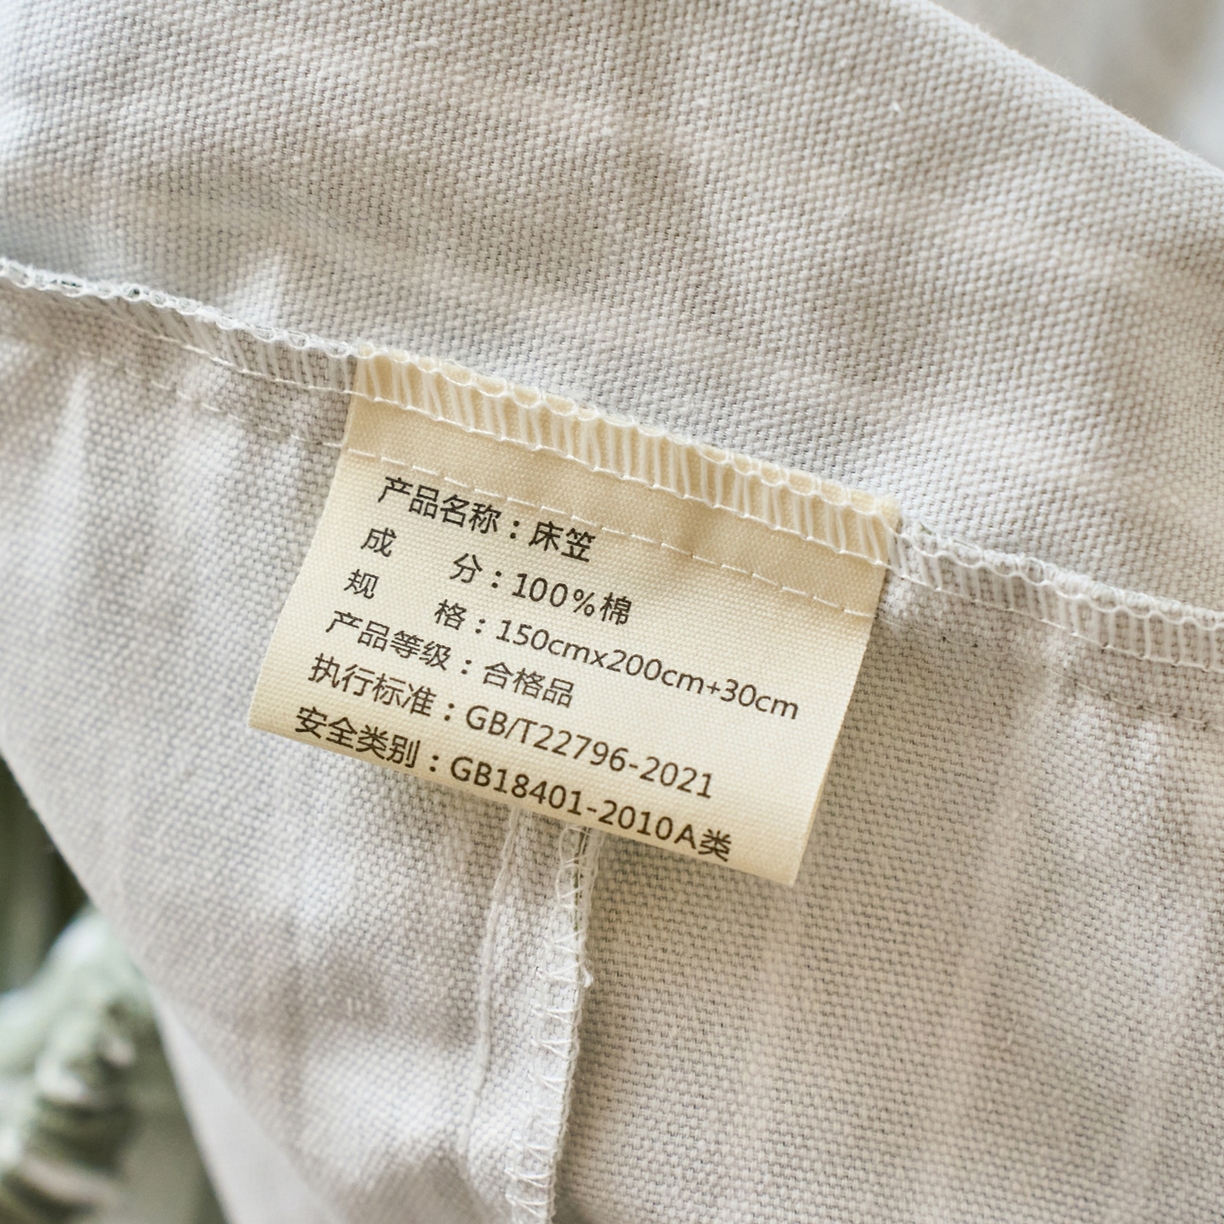 产品名称：床笠
成　　分：100%棉
规　　格：150cmx200cm+30cm
产品等级：合格品
执行标准：GB/T22796-2021
安全类别：GB18401-2010A类